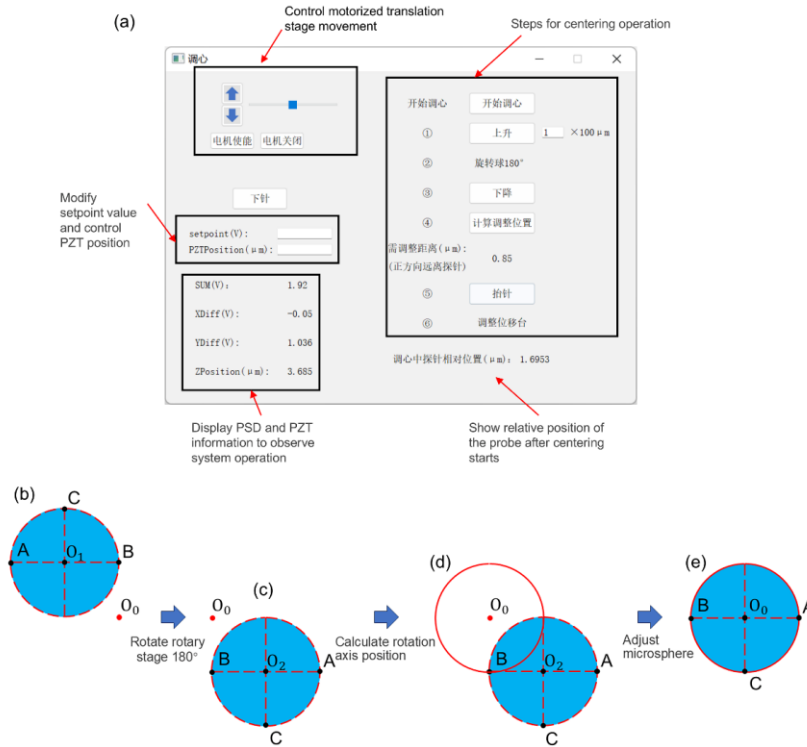 Control motorized translation
stage movement
Steps for centering operation
(a)
调心
开始调心 开始调心
① 上升 1 ×100μm
电机使能 电机关闭
② 旋转球180°
下针
③ 下降
Modify
setpoint value
and control
PZT position
setpoint(V):
PZTPosition(μm):
④ 计算调整位置
需调整距离(μm):
(正方向远离探针)
0.85
SUM(V): 1.92
XDiff(V): -0.05
YDiff(V): 1.036
ZPosition(μm): 3.685
⑤ 抬针
⑥ 调整位移台
调心中探针相对位置(μm): 1.6953
Display PSD and PZT
information to observe
system operation
Show relative position of
the probe after centering
starts
(b)
C
A O₁ B
O₀
Rotate rotary
stage 180°
(c)
O₀
B O₂ A
C
Calculate rotation
axis position
(d)
O₀
B O₂ A
C
Adjust
microsphere
(e)
B O₀ A
C